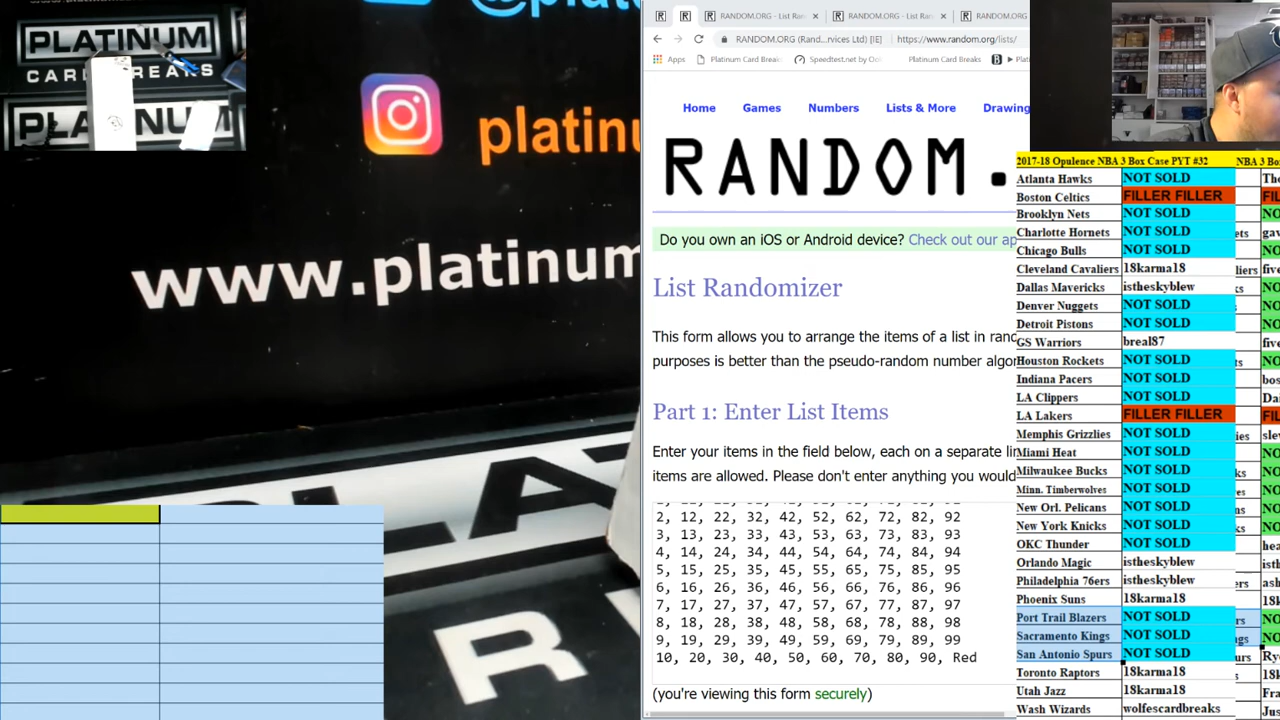 PLATINUM
CARD BREAKS
PLATINUM
platinu
www.platinum
RANDOM.ORG - List Ran
RANDOM.ORG - List Ran
RANDOM.ORG
RANDOM.ORG (Rand...rvices Ltd) [IE]
https://www.random.org/lists/
Apps
Platinum Card Break
Speedtest.net by Oo
Platinum Card Breaks
Home
Games
Numbers
Lists & More
Drawing
RANDOM.
Do you own an iOS or Android device? Check out our ap
List Randomizer
This form allows you to arrange the items of a list in ranc
purposes is better than the pseudo-random number algor
Part 1: Enter List Items
Enter your items in the field below, each on a separate lin
items are allowed. Please don't enter anything you would
2, 12, 22, 32, 42, 52, 62, 72, 82, 92
3, 13, 23, 33, 43, 53, 63, 73, 83, 93
4, 14, 24, 34, 44, 54, 64, 74, 84, 94
5, 15, 25, 35, 45, 55, 65, 75, 85, 95
6, 16, 26, 36, 46, 56, 66, 76, 86, 96
7, 17, 27, 37, 47, 57, 67, 77, 87, 97
8, 18, 28, 38, 48, 58, 68, 78, 88, 98
9, 19, 29, 39, 49, 59, 69, 79, 89, 99
10, 20, 30, 40, 50, 60, 70, 80, 90, Red
(you're viewing this form securely)
2017-18 Opulence NBA 3 Box Case PYT #32
Atlanta Hawks NOT SOLD
Boston Celtics FILLER FILLER
Brooklyn Nets NOT SOLD
Charlotte Hornets NOT SOLD
Chicago Bulls NOT SOLD
Cleveland Cavaliers 18karma18
Dallas Mavericks istheskyblew
Denver Nuggets NOT SOLD
Detroit Pistons NOT SOLD
GS Warriors breal87
Houston Rockets NOT SOLD
Indiana Pacers NOT SOLD
LA Clippers NOT SOLD
LA Lakers FILLER FILLER
Memphis Grizzlies NOT SOLD
Miami Heat NOT SOLD
Milwaukee Bucks NOT SOLD
Minn. Timberwolves NOT SOLD
New Orl. Pelicans NOT SOLD
New York Knicks NOT SOLD
OKC Thunder NOT SOLD
Orlando Magic istheskyblew
Philadelphia 76ers istheskyblew
Phoenix Suns 18karma18
Port Trail Blazers NOT SOLD
Sacramento Kings NOT SOLD
San Antonio Spurs NOT SOLD
Toronto Raptors 18karma18
Utah Jazz 18karma18
Wash Wizards wolfescardbreaks